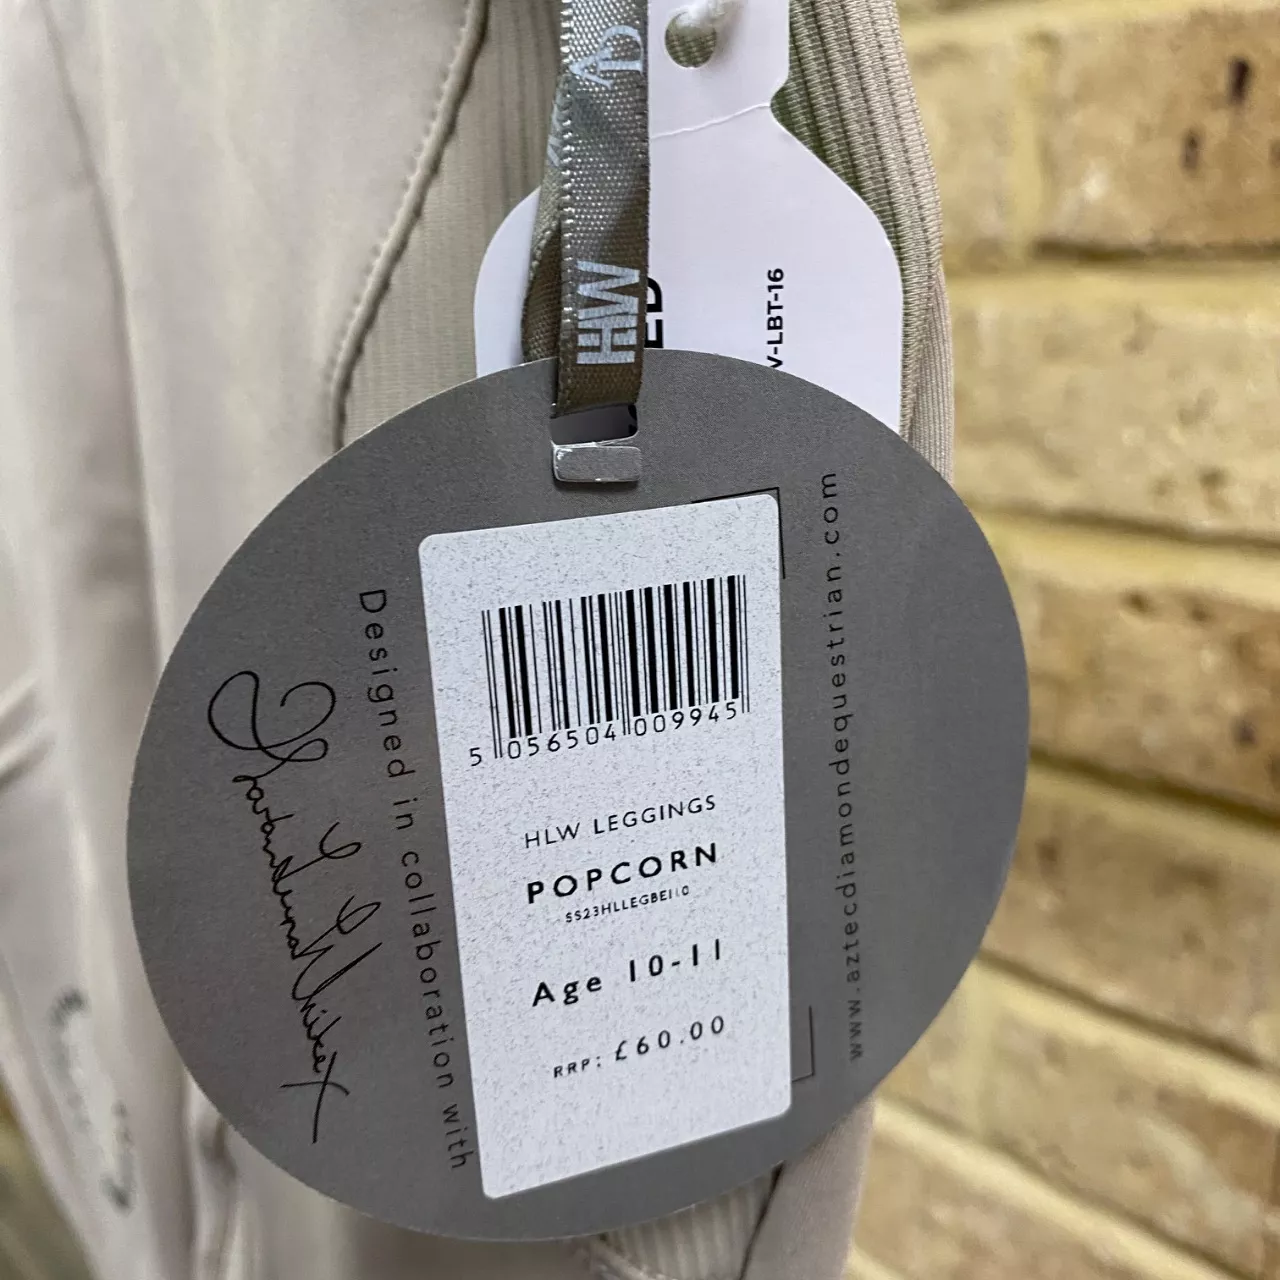 HW
ED
V-LBT-16
Designed in collaboration with
5 056504 009945
HLW LEGGINGS
POPCORN
SS23HLLEGBEI10
Age 10-11
RRP: £60.00
www.aztecdiamondequestrian.com